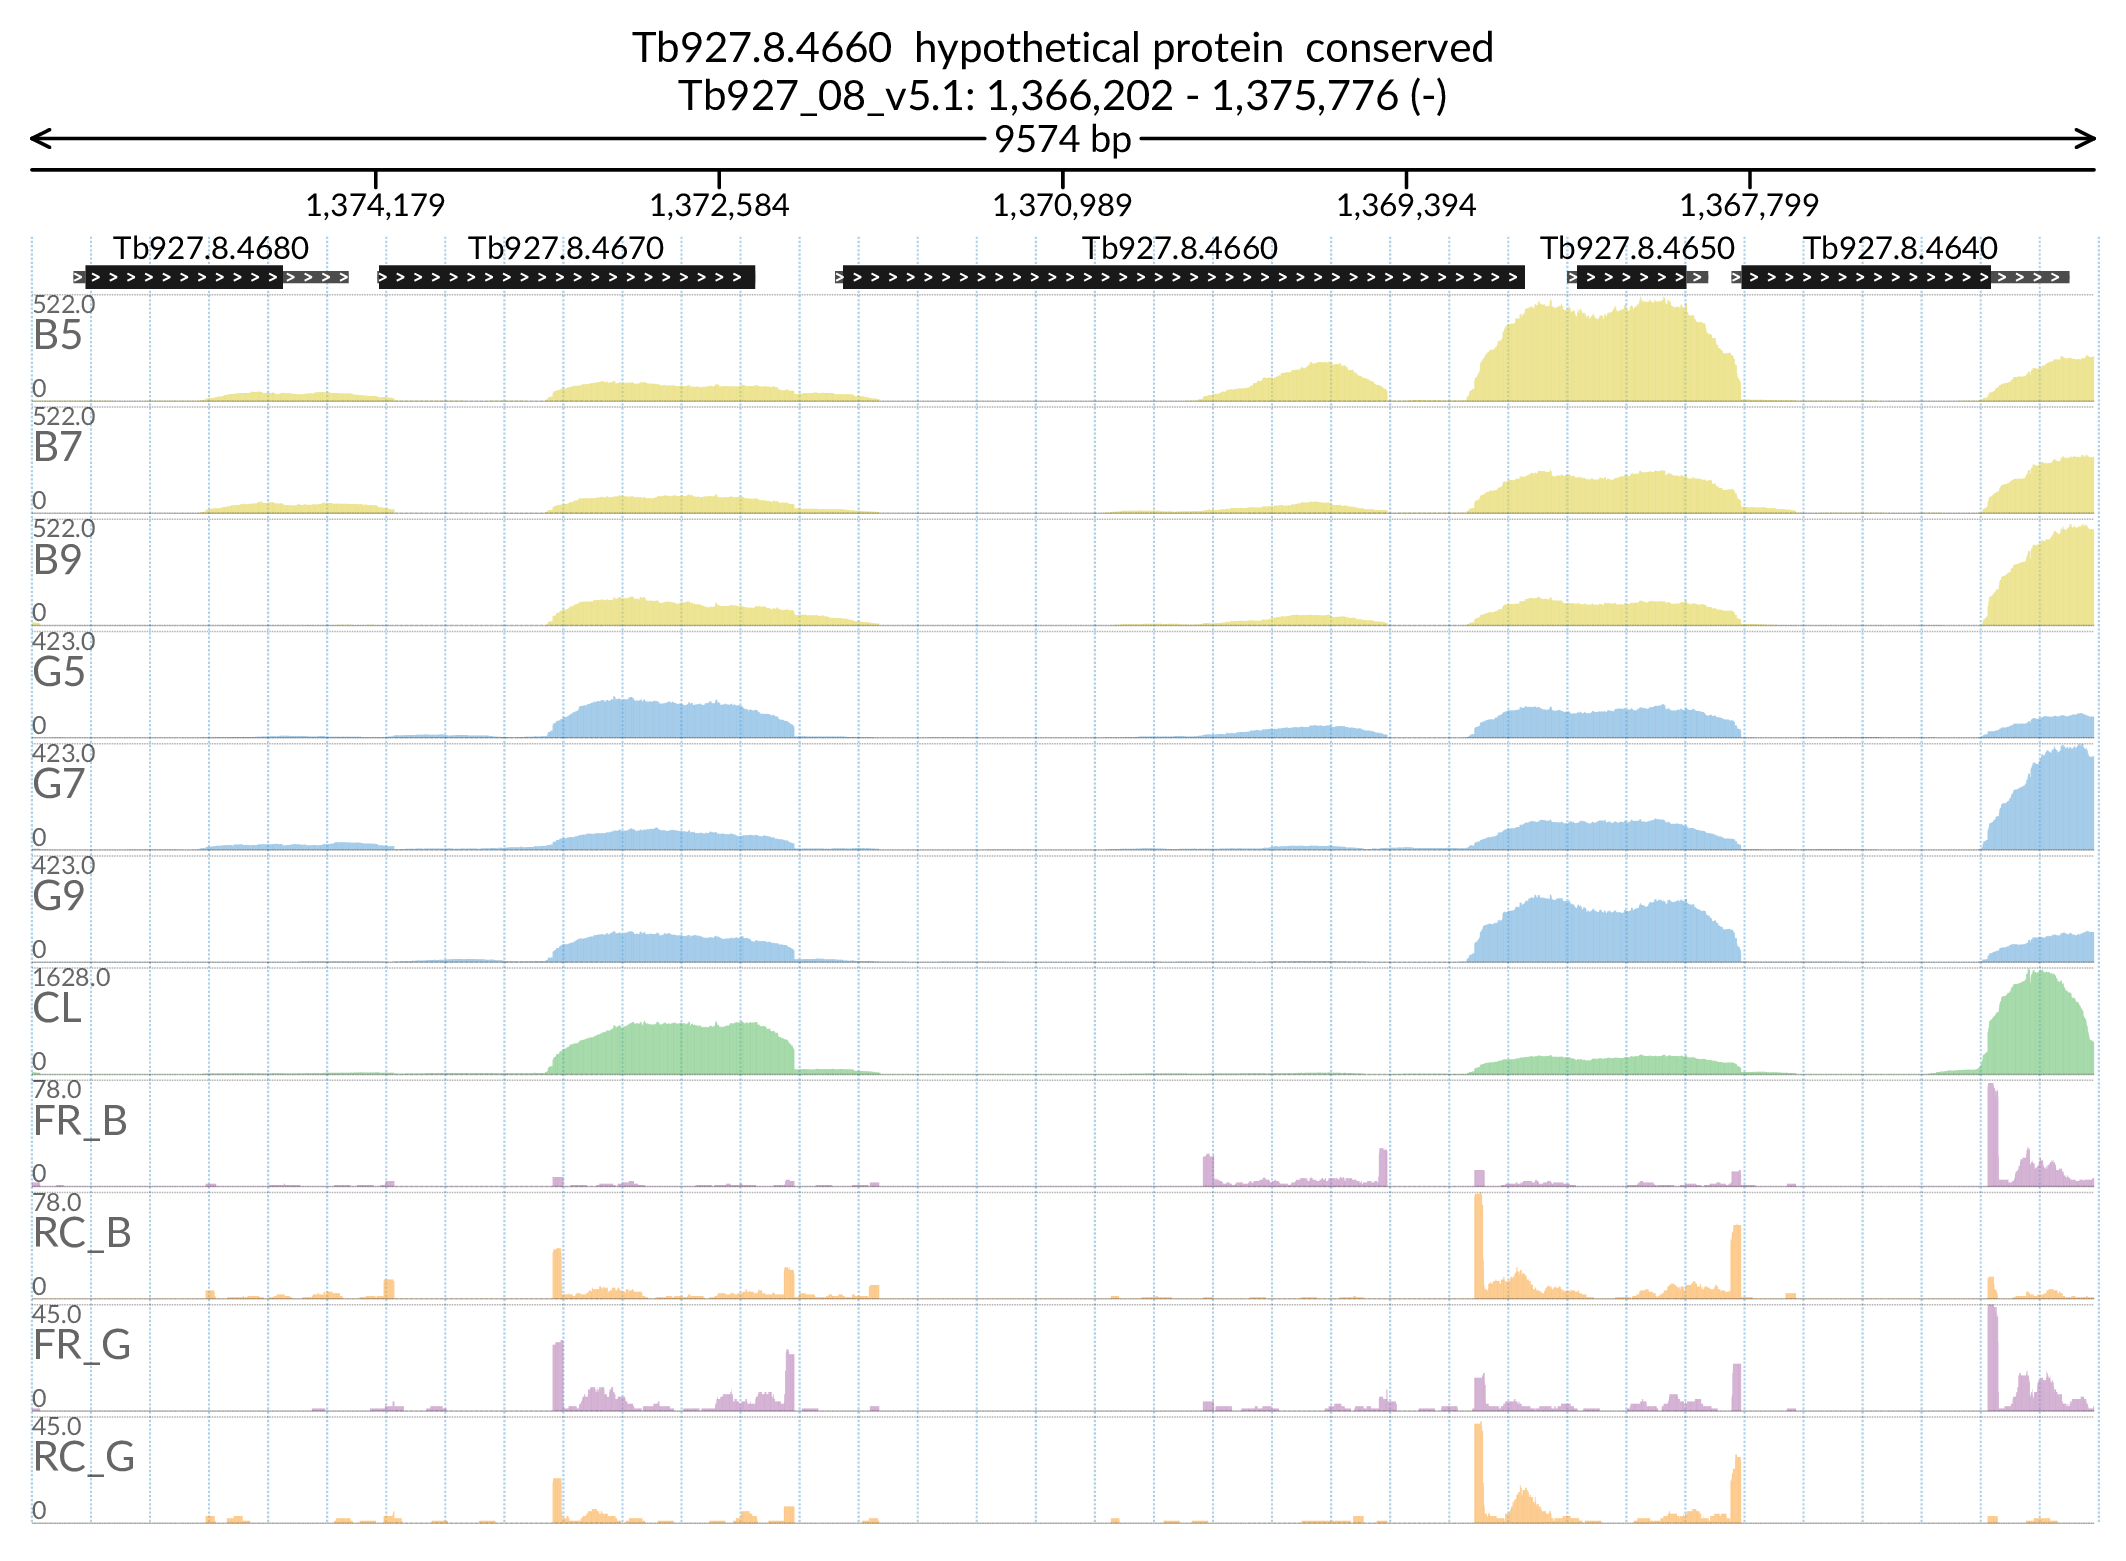 Tb927.8.4660  hypothetical protein  conserved
Tb927_08_v5.1: 1,366,202 - 1,375,776 (-)
9574 bp
1,374,179 1,372,584 1,370,989 1,369,394 1,367,799
Tb927.8.4680 Tb927.8.4670 Tb927.8.4660 Tb927.8.4650 Tb927.8.4640
522.0
B5
0
522.0
B7
0
522.0
B9
0
423.0
G5
0
423.0
G7
0
423.0
G9
0
1628.0
CL
0
78.0
FR_B
0
78.0
RC_B
0
45.0
FR_G
0
45.0
RC_G
0